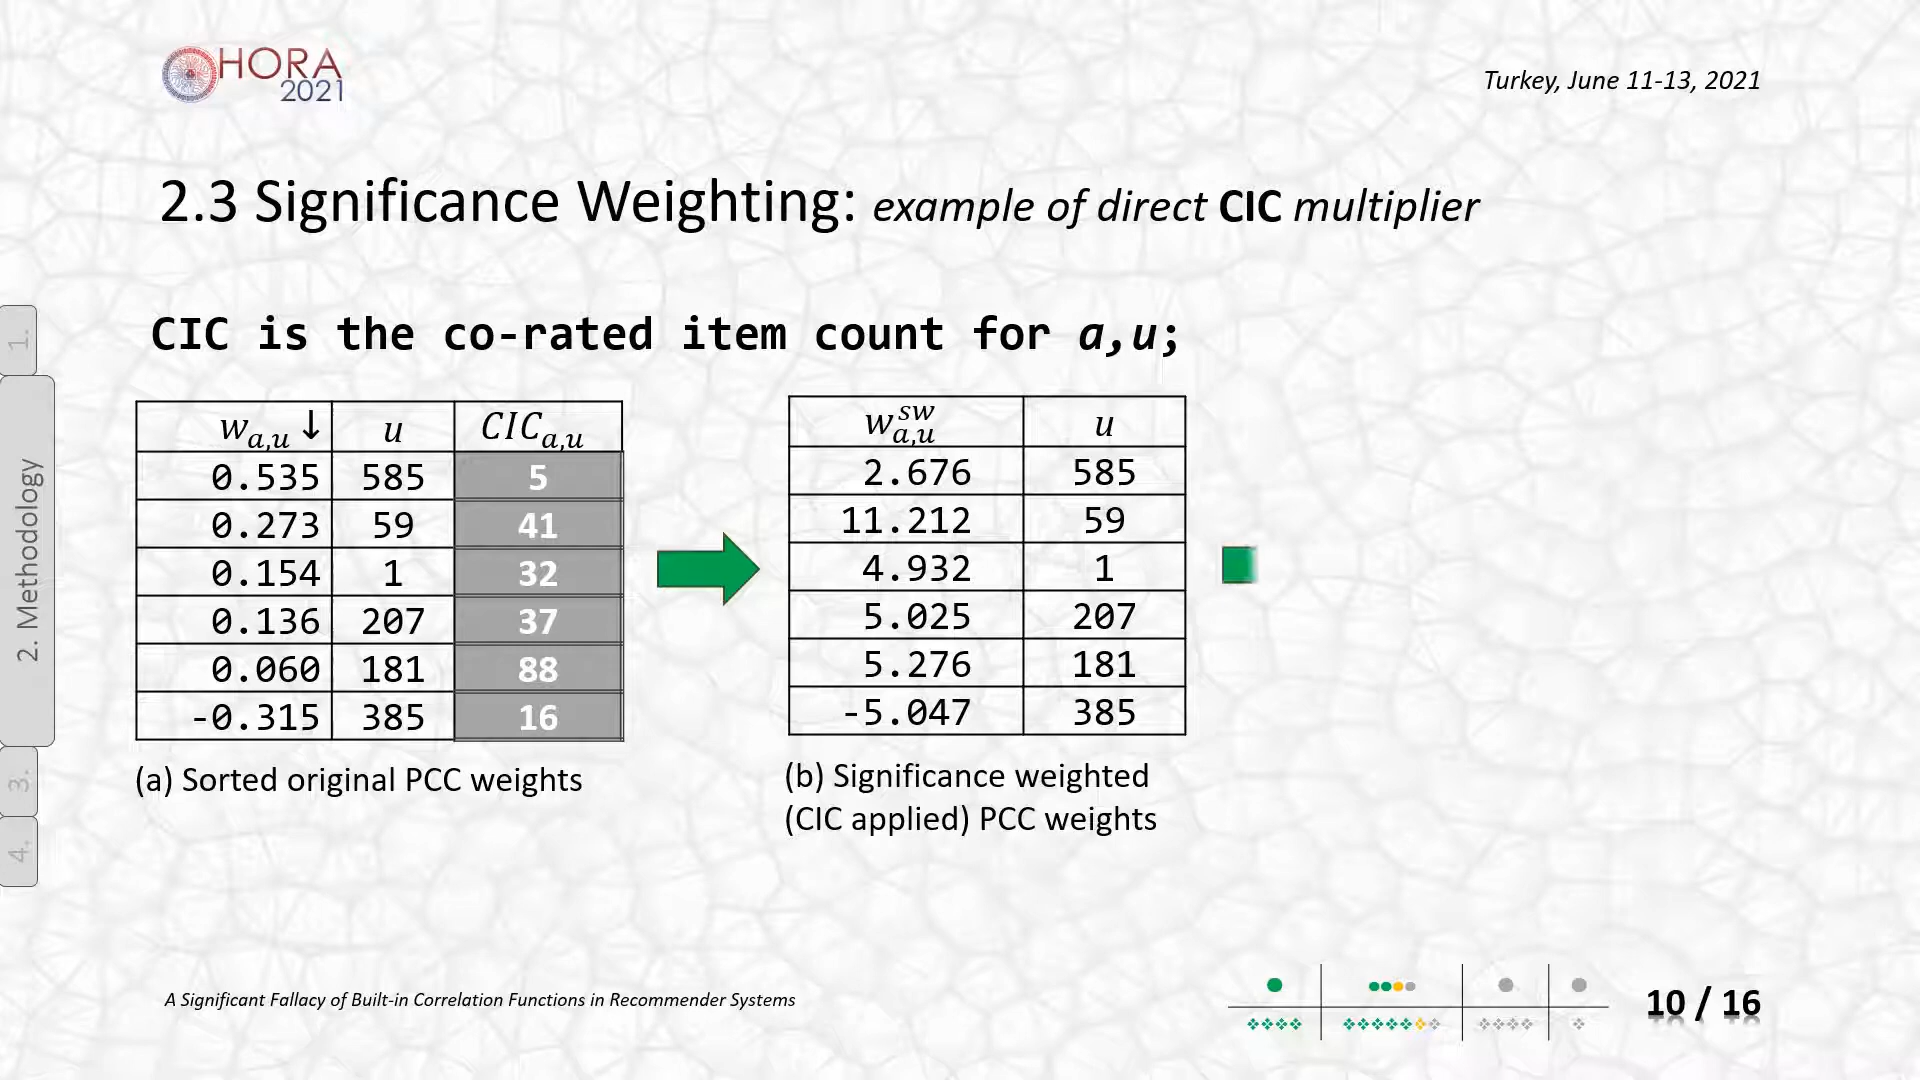 HORA
2021
Turkey, June 11-13, 2021
2.3 Significance Weighting: example of direct CIC multiplier
CIC is the co-rated item count for a,u;
1.
2. Methodology
3.
4.
w_{a,u} ↓ u CIC_{a,u}
0.535 585 5
0.273 59 41
0.154 1 32
0.136 207 37
0.060 181 88
-0.315 385 16
(a) Sorted original PCC weights
w_{a,u}^{sw} u
2.676 585
11.212 59
4.932 1
5.025 207
5.276 181
-5.047 385
(b) Significance weighted
(CIC applied) PCC weights
A Significant Fallacy of Built-in Correlation Functions in Recommender Systems
10 / 16